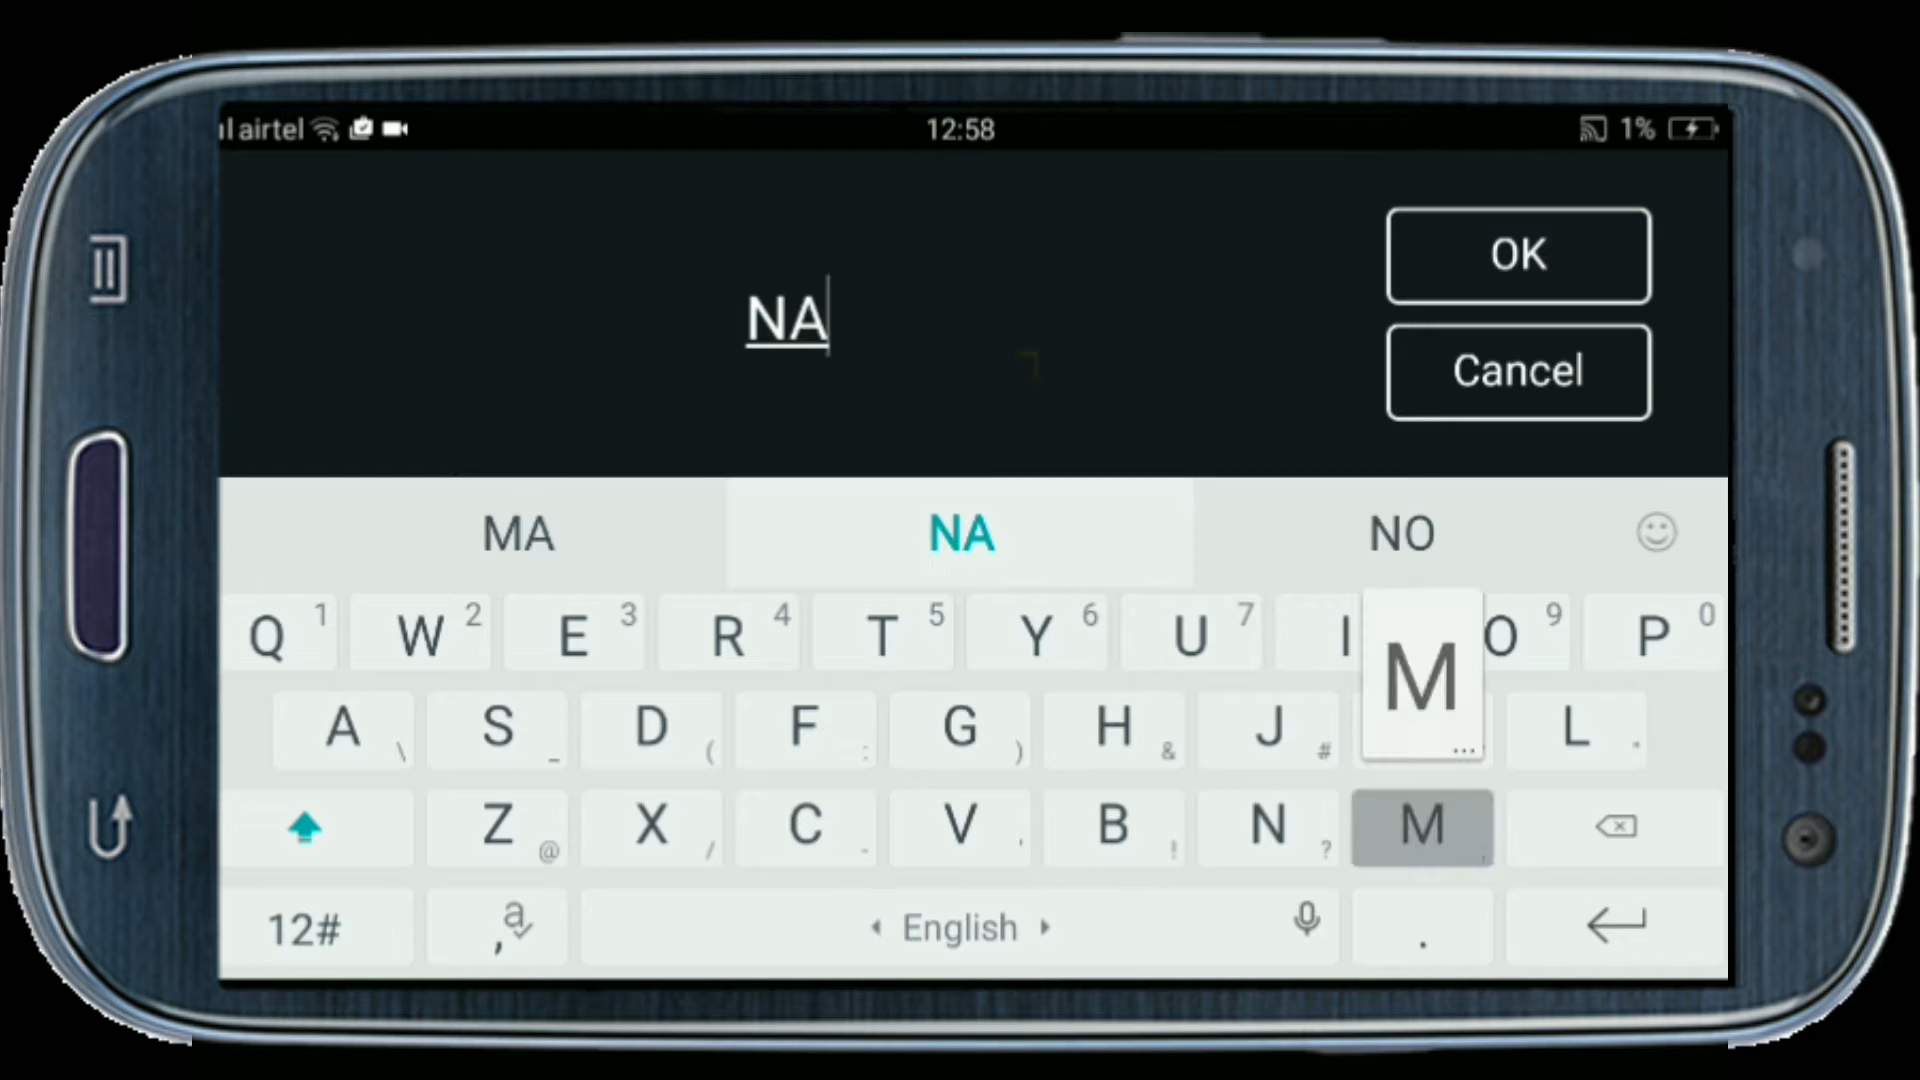 airtel 12:58 1%
NA
OK
Cancel
MA NA NO
Q 1 W 2 E 3 R 4 T 5 Y 6 U 7 I O 9 P 0
M ...
A \ S _ D ( F : G ) H & J # L
Z @ X / C - V ' B ! N ? M ,
12# , a English .